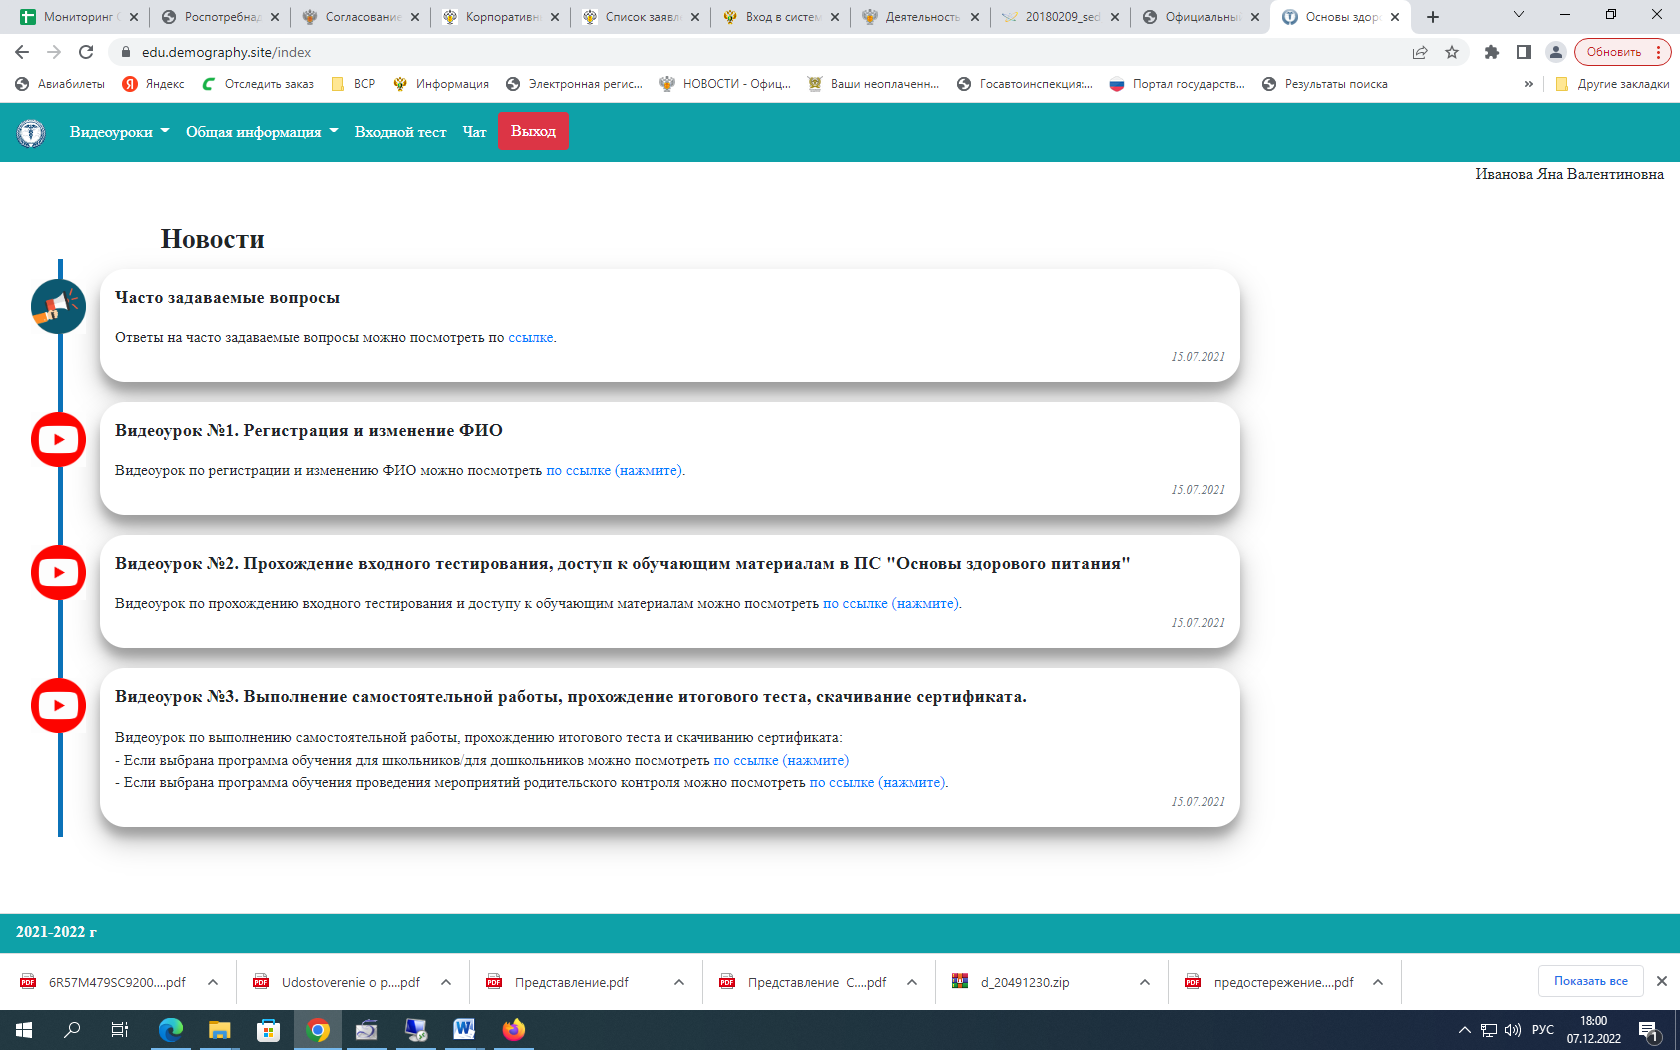 Мониторинг С
Роспотребнад
Согласование
Корпоративн
Список заявл
Вход в систем
Деятельность
20180209_sed
Официальный
Основы здоро
edu.demography.site/index
Обновить
Авиабилеты
Яндекс
Отследить заказ
ВСР
Информация
Электронная регис...
НОВОСТИ - Офиц...
Ваши неоплаченн...
Госавтоинспекция:...
Портал государств...
Результаты поиска
»
Другие закладки
Видеоуроки
Общая информация
Входной тест
Чат
Выход
Иванова Яна Валентиновна
Новости
Часто задаваемые вопросы
Ответы на часто задаваемые вопросы можно посмотреть по ссылке.
15.07.2021
Видеоурок №1. Регистрация и изменение ФИО
Видеоурок по регистрации и изменению ФИО можно посмотреть по ссылке (нажмите).
15.07.2021
Видеоурок №2. Прохождение входного тестирования, доступ к обучающим материалам в ПС "Основы здорового питания"
Видеоурок по прохождению входного тестирования и доступу к обучающим материалам можно посмотреть по ссылке (нажмите).
15.07.2021
Видеоурок №3. Выполнение самостоятельной работы, прохождение итогового теста, скачивание сертификата.
Видеоурок по выполнению самостоятельной работы, прохождению итогового теста и скачиванию сертификата:
- Если выбрана программа обучения для школьников/для дошкольников можно посмотреть по ссылке (нажмите)
- Если выбрана программа обучения проведения мероприятий родительского контроля можно посмотреть по ссылке (нажмите).
15.07.2021
2021-2022 г
6R57M479SC9200....pdf
Udostoverenie o p....pdf
Представление.pdf
Представление С....pdf
d_20491230.zip
предостережение....pdf
Показать все
РУС
18:00
07.12.2022
1